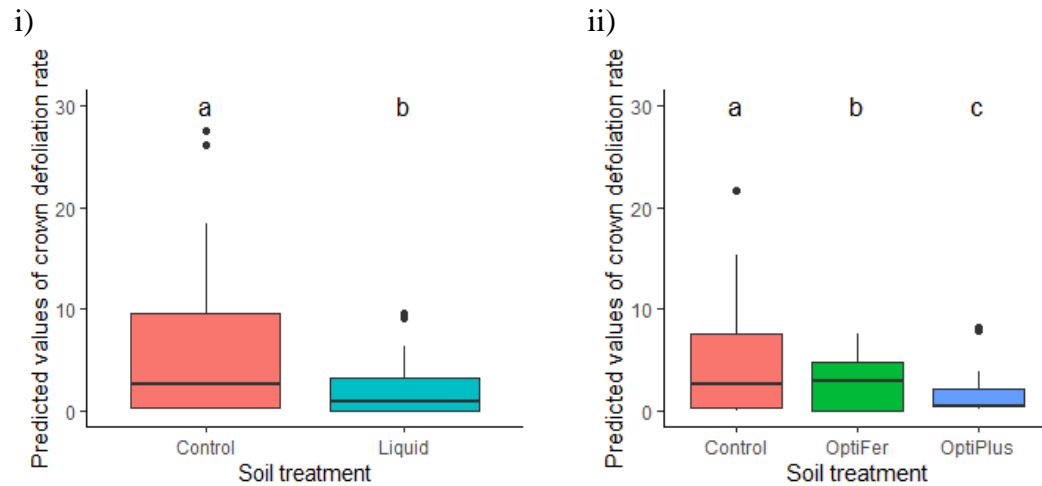 i)
Predicted values of crown defoliation rate
30
20
10
0
a
b
Control Liquid
Soil treatment
ii)
Predicted values of crown defoliation rate
30
20
10
0
a
b
c
Control OptiFer OptiPlus
Soil treatment